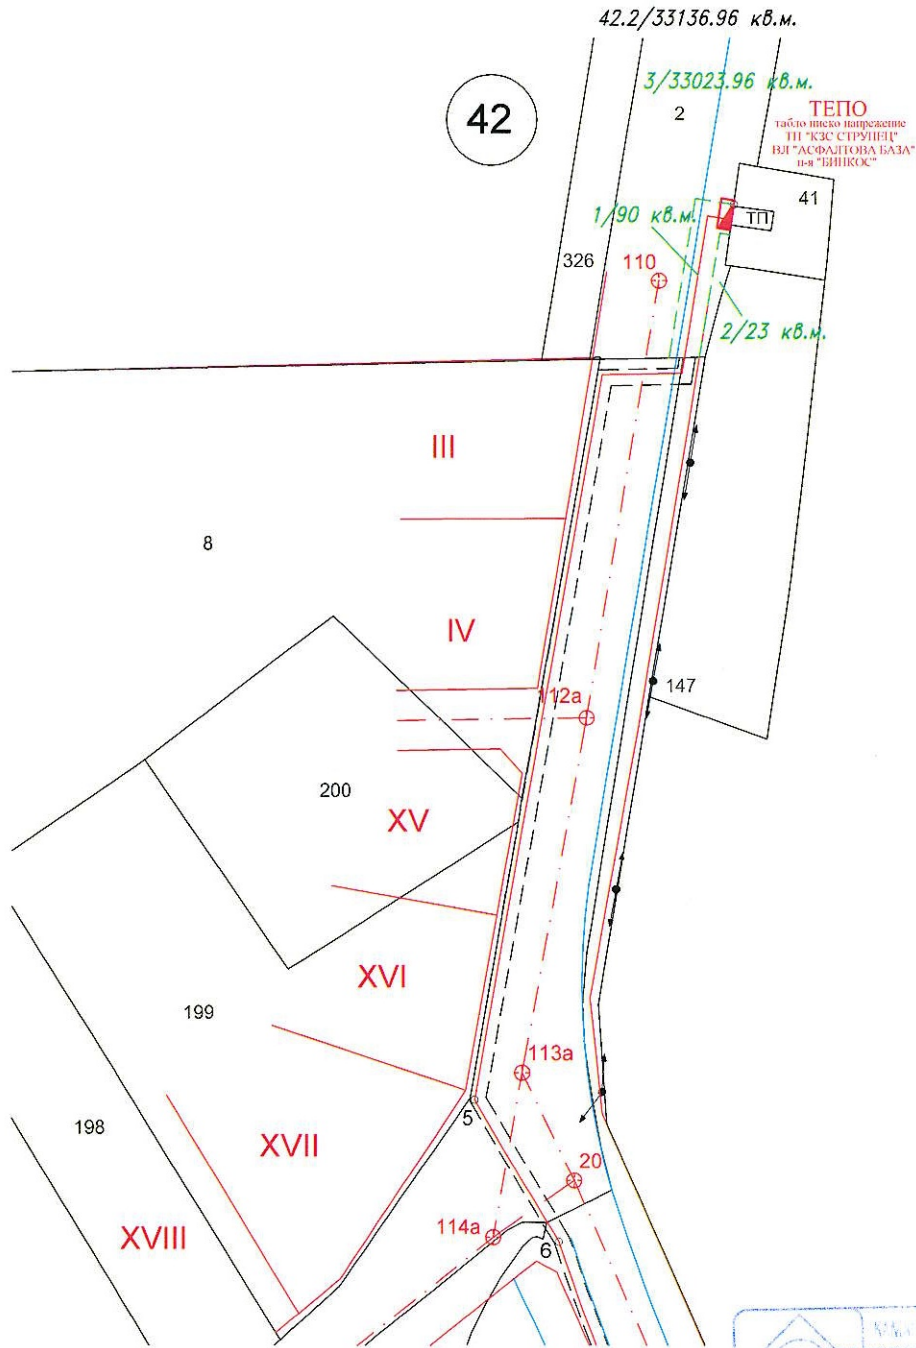 42.2/33136.96 кв.м.
3/33023.96 кв.м.
42
2
ТЕПО
табло ниско напрежение
ТП "КЗС СТРУПЕЦ"
ВЛ "АСФАЛТОВА БАЗА"
п-я "БИНКОС"
41
1/90 кв.м.
ТП
326
110
2/23 кв.м.
III
8
IV
112а
147
200
XV
XVI
199
113а
5
198
XVII
20
114а
XVIII
6